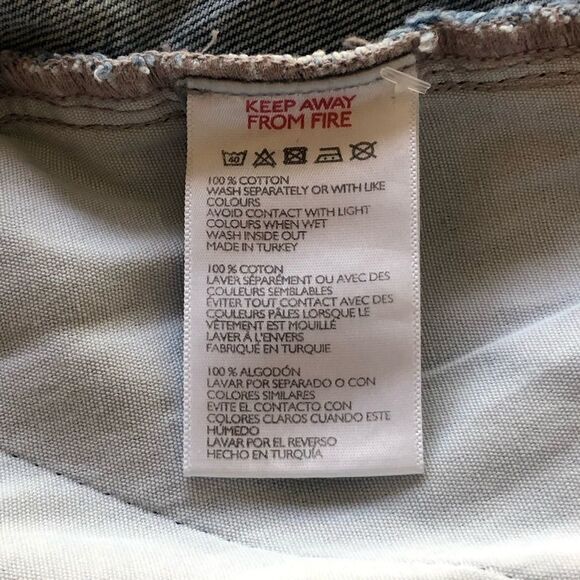 KEEP AWAY
FROM FIRE
40
100% COTTON
WASH SEPARATELY OR WITH LIKE
COLOURS
AVOID CONTACT WITH LIGHT
COLOURS WHEN WET
WASH INSIDE OUT
MADE IN TURKEY
100% COTON
LAVER SÉPARÉMENT OU AVEC DES
COULEURS SEMBLABLES
ÉVITER TOUT CONTACT AVEC DES
COULEURS PÂLES LORSQUE LE
VÊTEMENT EST MOUILLÉ
LAVER À L'ENVERS
FABRIQUÉ EN TURQUIE
100% ALGODÓN
LAVAR POR SEPARADO O CON
COLORES SIMILARES
EVITE EL CONTACTO CON
COLORES CLAROS CUANDO ESTE
HÚMEDO
LAVAR POR EL REVERSO
HECHO EN TURQUÍA